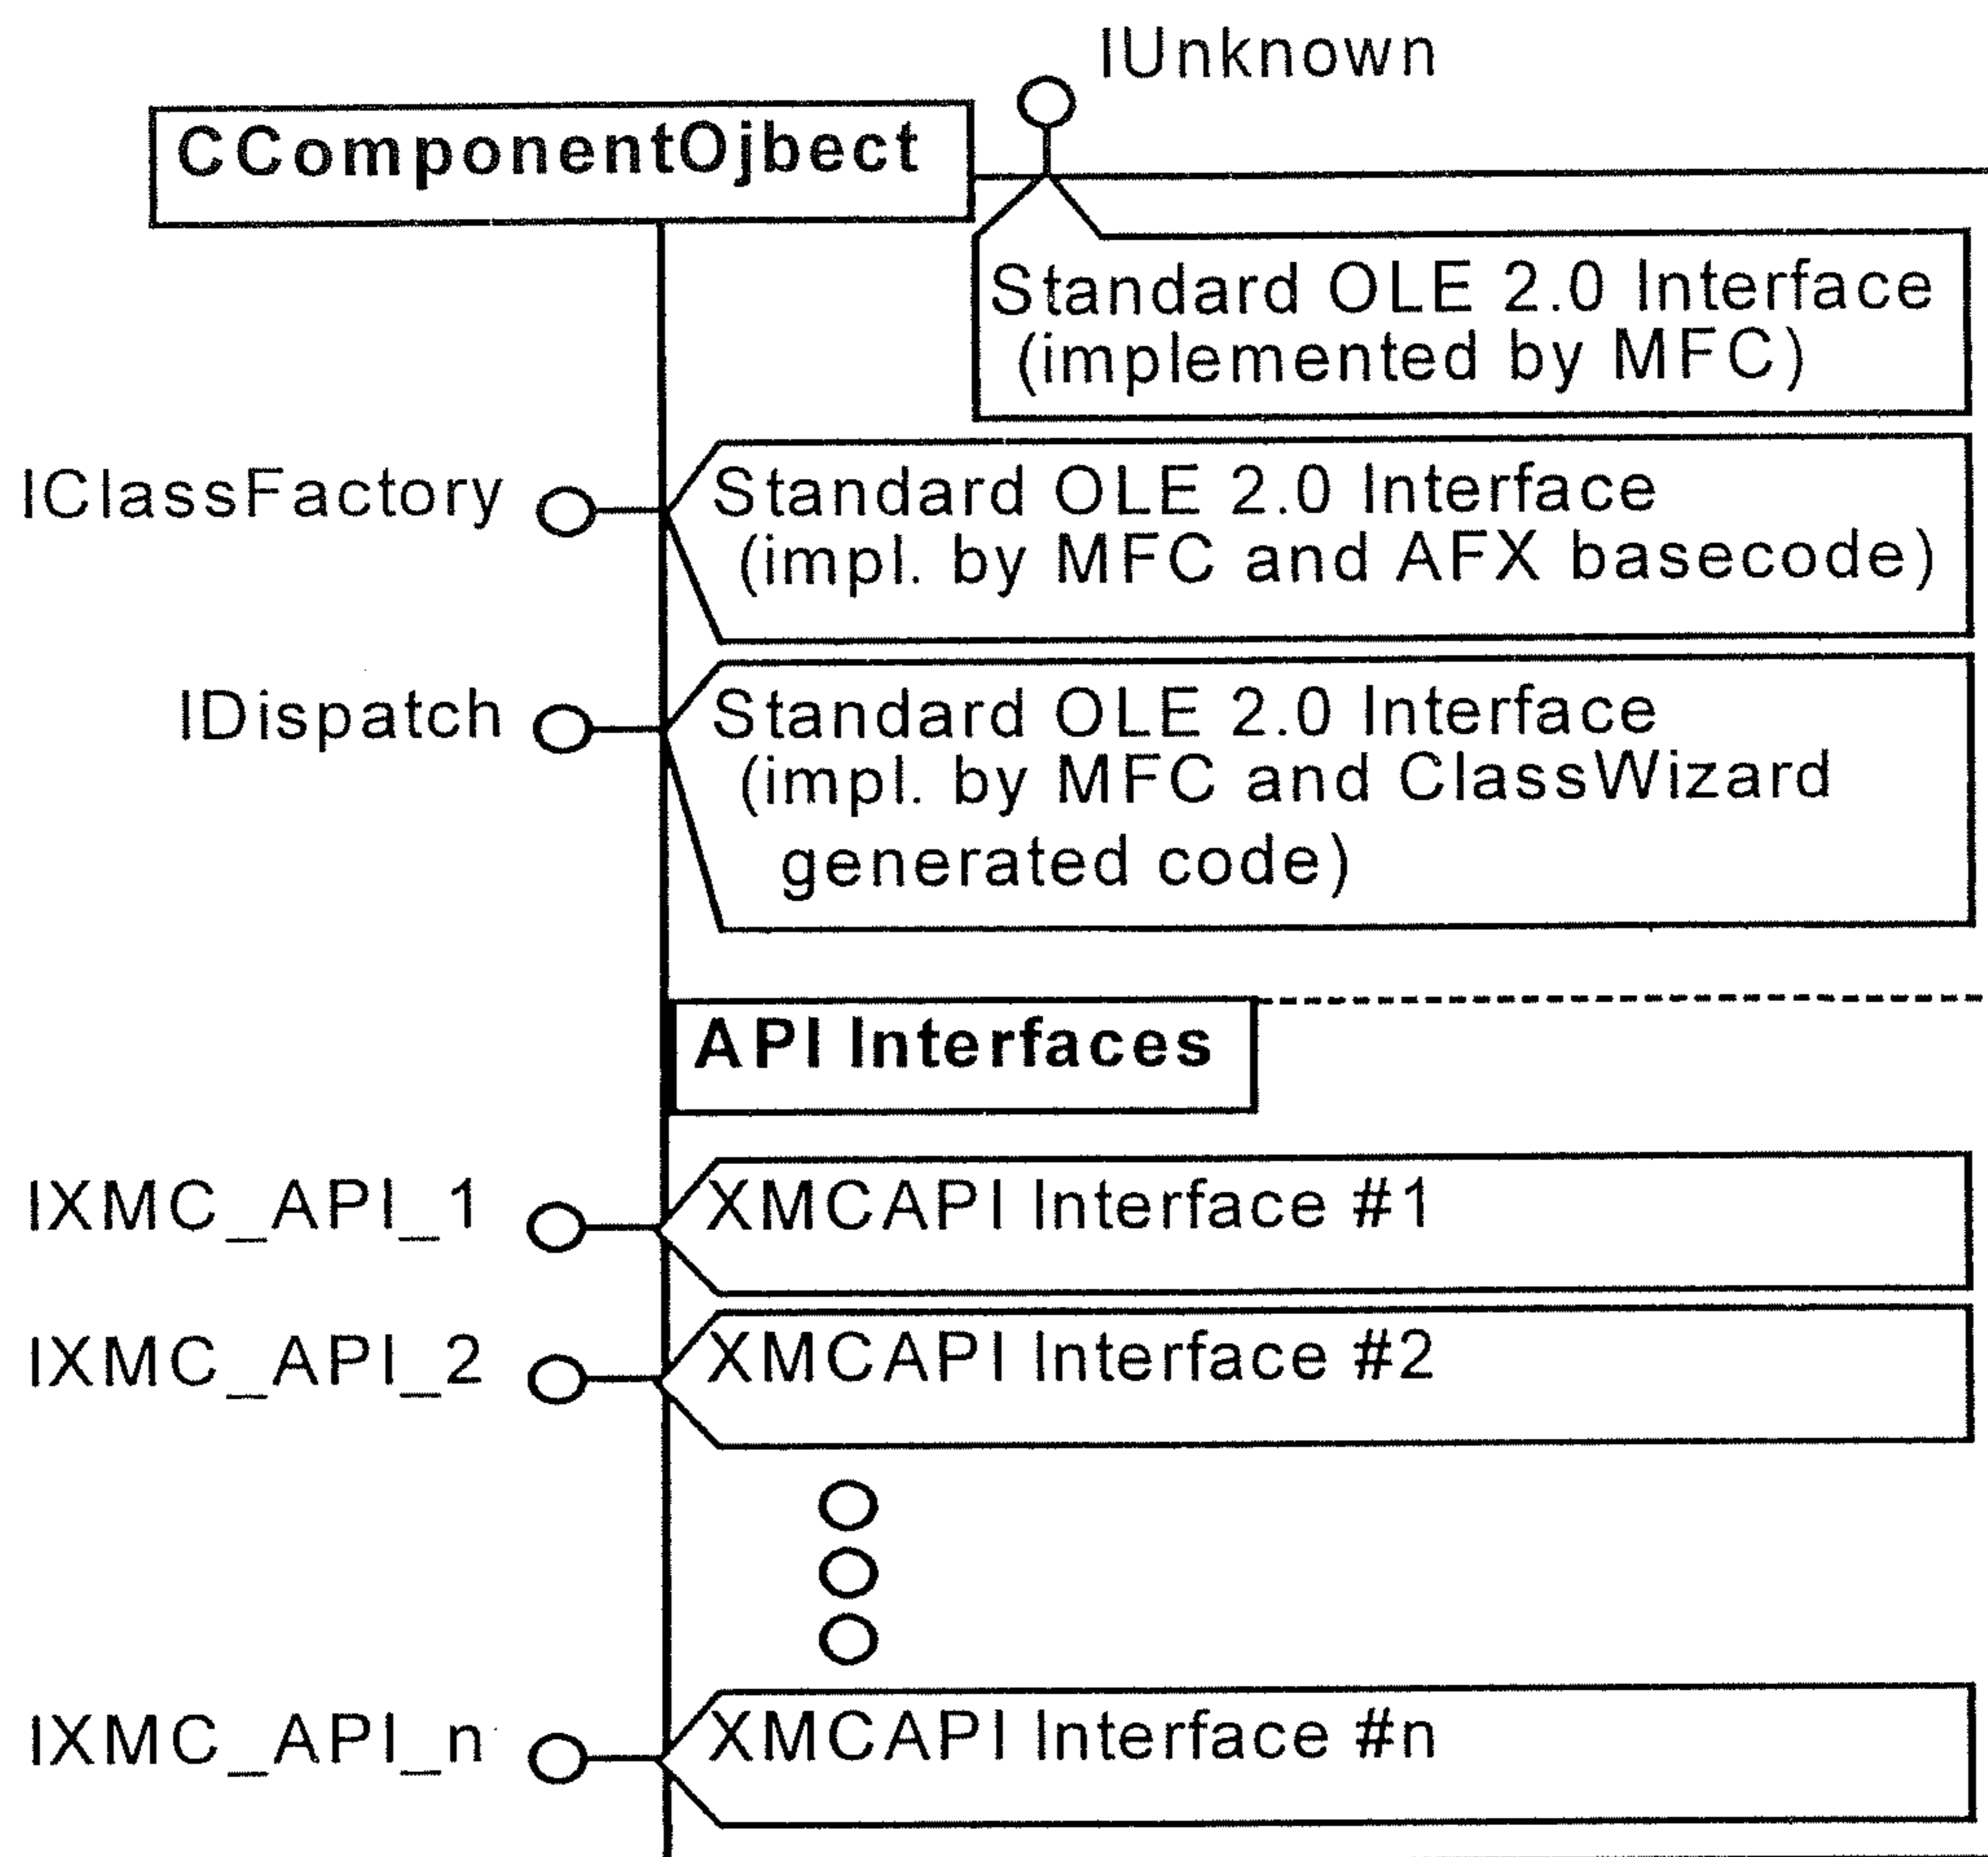 IUnknown
CComponentOjbect
Standard OLE 2.0 Interface
(implemented by MFC)
IClassFactory
Standard OLE 2.0 Interface
(impl. by MFC and AFX basecode)
IDispatch
Standard OLE 2.0 Interface
(impl. by MFC and ClassWizard
generated code)
API Interfaces
IXMC_API_1
XMCAPI Interface #1
IXMC_API_2
XMCAPI Interface #2
IXMC_API_n
XMCAPI Interface #n